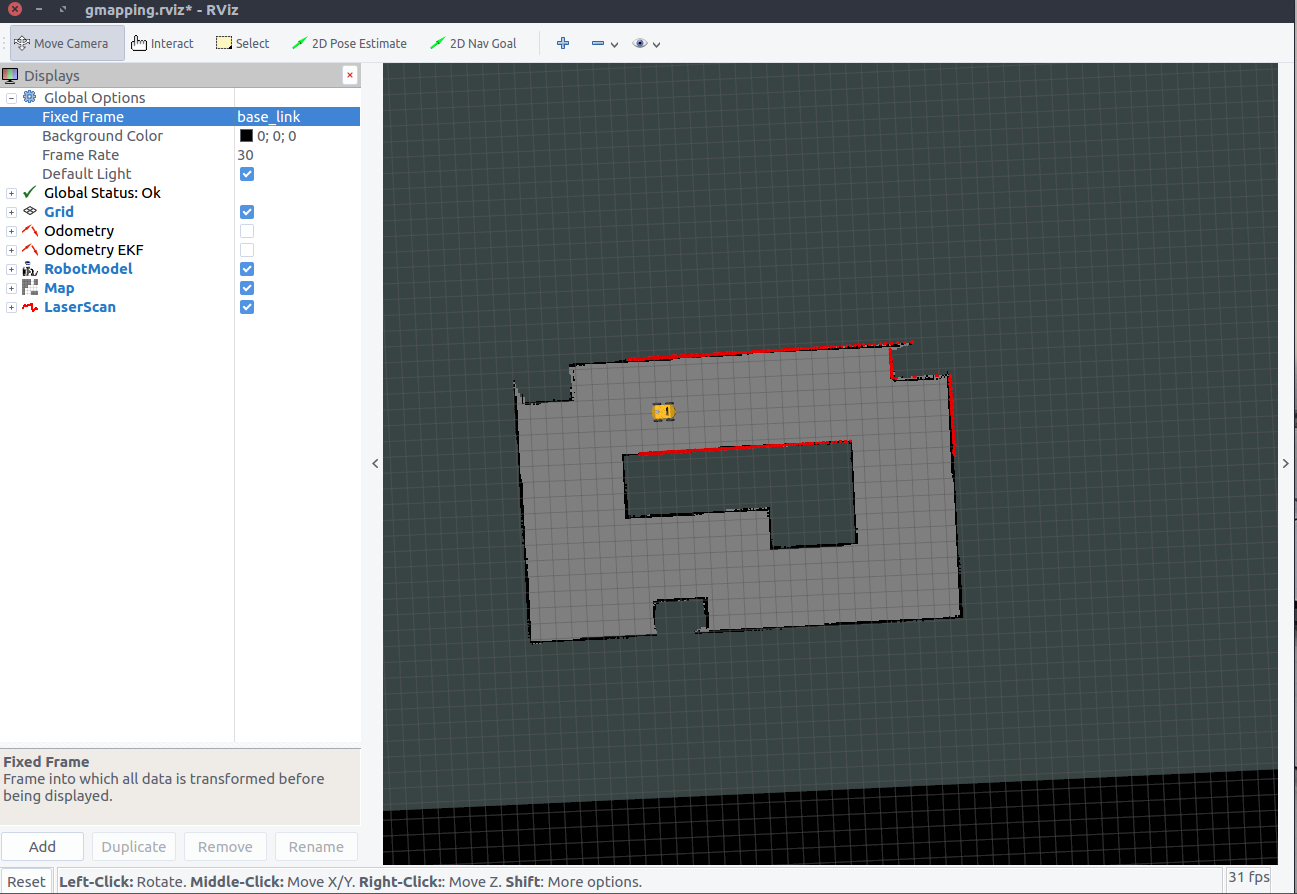 gmapping.rviz* - RViz
Move Camera Interact Select 2D Pose Estimate 2D Nav Goal
Displays
Global Options
Fixed Frame base_link
Background Color 0; 0; 0
Frame Rate 30
Default Light
Global Status: Ok
Grid
Odometry
Odometry EKF
RobotModel
Map
LaserScan
Fixed Frame
Frame into which all data is transformed before
being displayed.
Add Duplicate Remove Rename
Reset Left-Click: Rotate. Middle-Click: Move X/Y. Right-Click:: Move Z. Shift: More options. 31 fps